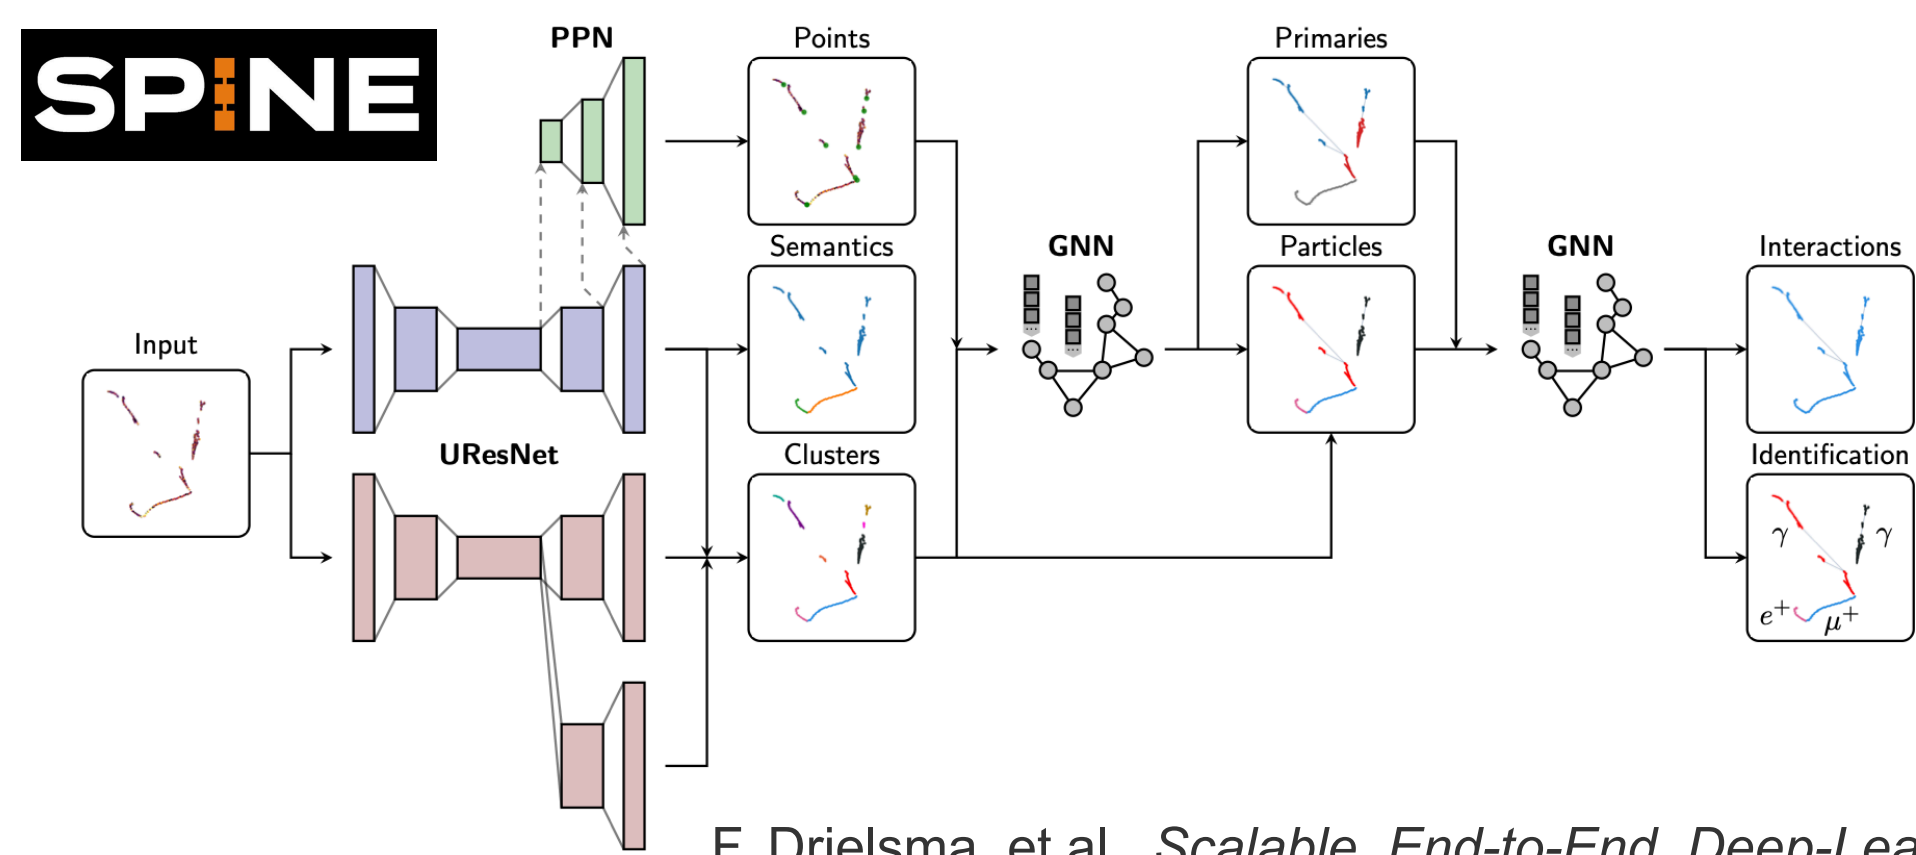 SPINE
PPN
Points
Primaries
Semantics
GNN
Particles
GNN
Interactions
Input
UResNet
Clusters
Identification
γ
γ
e+
μ+
F. Drielsma, et al., Scalable, End-to-End, Deep-Lea